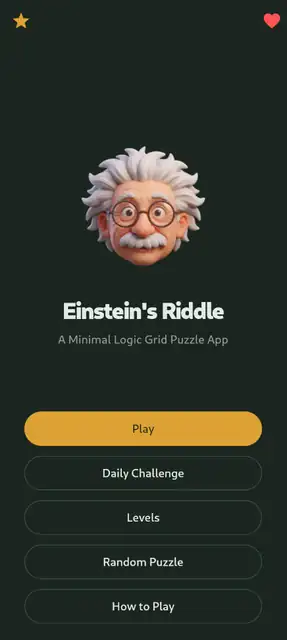 Einstein's Riddle
A Minimal Logic Grid Puzzle App
Play
Daily Challenge
Levels
Random Puzzle
How to Play